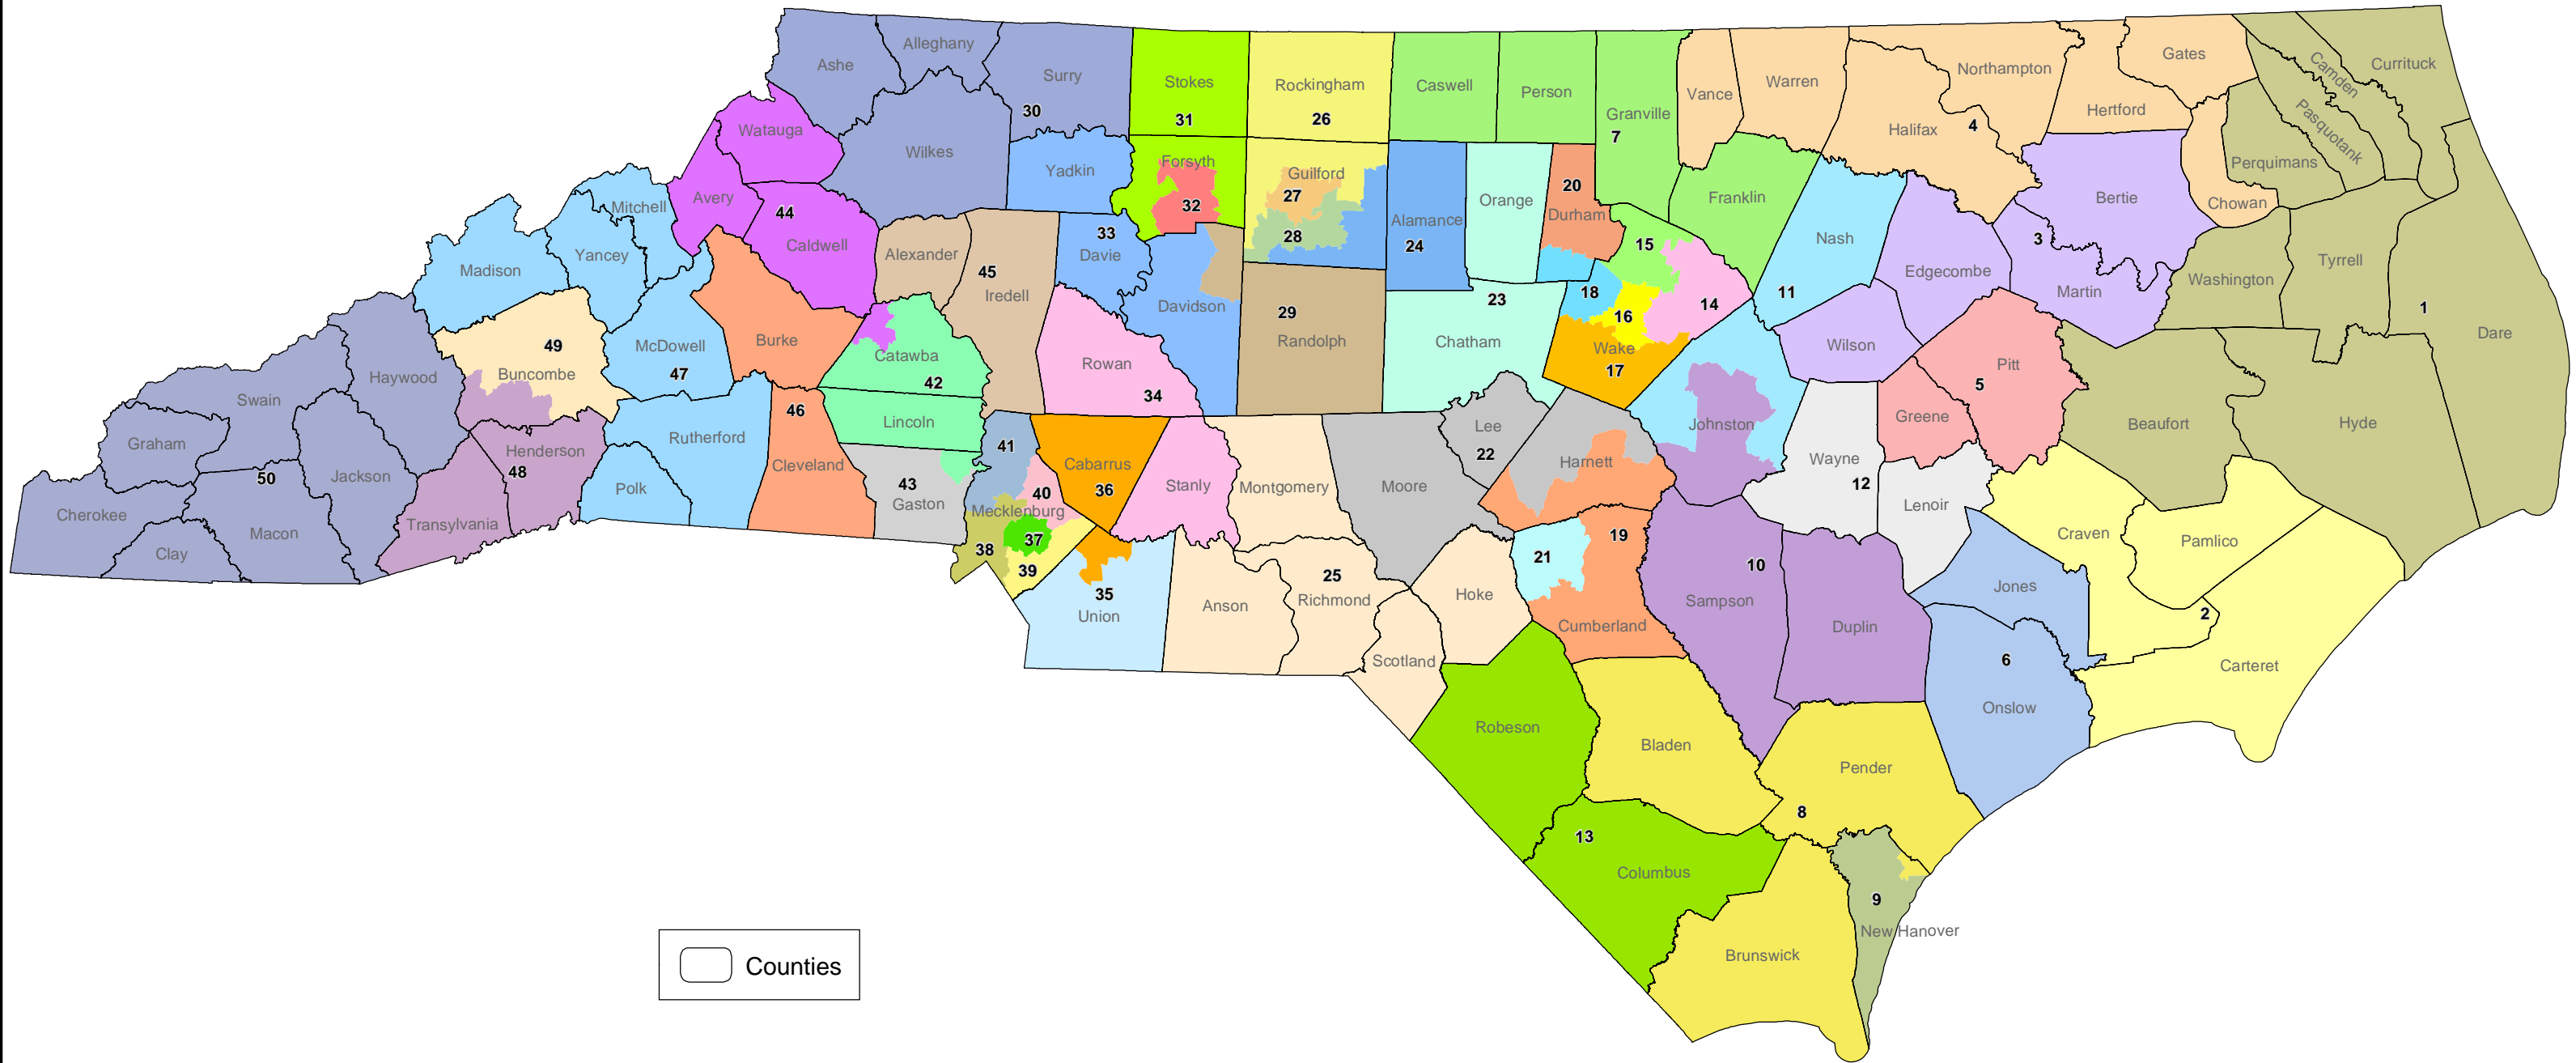 Ashe
Alleghany
Surry
30
Stokes
31
Rockingham
26
Caswell
Person
Granville
7
Vance
Warren
Northampton
Halifax
4
Hertford
Gates
Camden
Currituck
Pasquotank
Perquimans
Chowan
Watauga
Wilkes
Yadkin
Forsyth
32
Guilford
27
28
Alamance
24
Orange
20
Durham
Franklin
Nash
Bertie
3
Edgecombe
Martin
Washington
Tyrrell
1
Dare
Mitchell
Avery
44
Caldwell
Alexander
45
Iredell
33
Davie
Davidson
29
Randolph
23
Chatham
15
18
16
14
Wake
17
11
Wilson
Pitt
5
Greene
Beaufort
Hyde
Madison
Yancey
49
Buncombe
McDowell
47
Burke
Catawba
42
Rowan
34
Haywood
Swain
Graham
Jackson
50
Cherokee
Clay
Macon
Henderson
48
Transylvania
Rutherford
Polk
46
Cleveland
Lincoln
43
Gaston
41
40
Mecklenburg
37
38
39
Cabarrus
36
Stanly
Montgomery
Moore
Lee
22
Harnett
Johnston
Wayne
12
Lenoir
Craven
Pamlico
Jones
2
Carteret
6
Onslow
35
Union
Anson
25
Richmond
Scotland
Hoke
21
19
Cumberland
10
Sampson
Duplin
Robeson
Bladen
Pender
8
13
Columbus
9
New Hanover
Brunswick
Counties